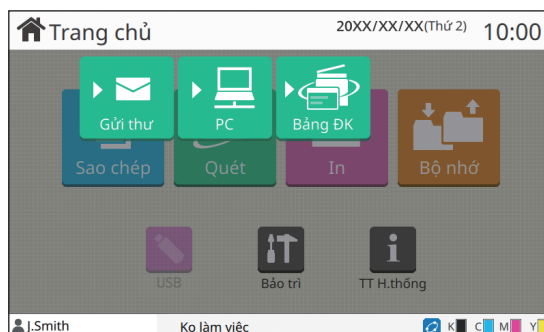 Trang chủ 20XX/XX/XX(Thứ 2) 10:00
Gửi thư PC Bảng ĐK
Sao chép Quét In Bộ nhớ
USB Bảo trì TT H.thống
J.Smith Ko làm việc K C M Y